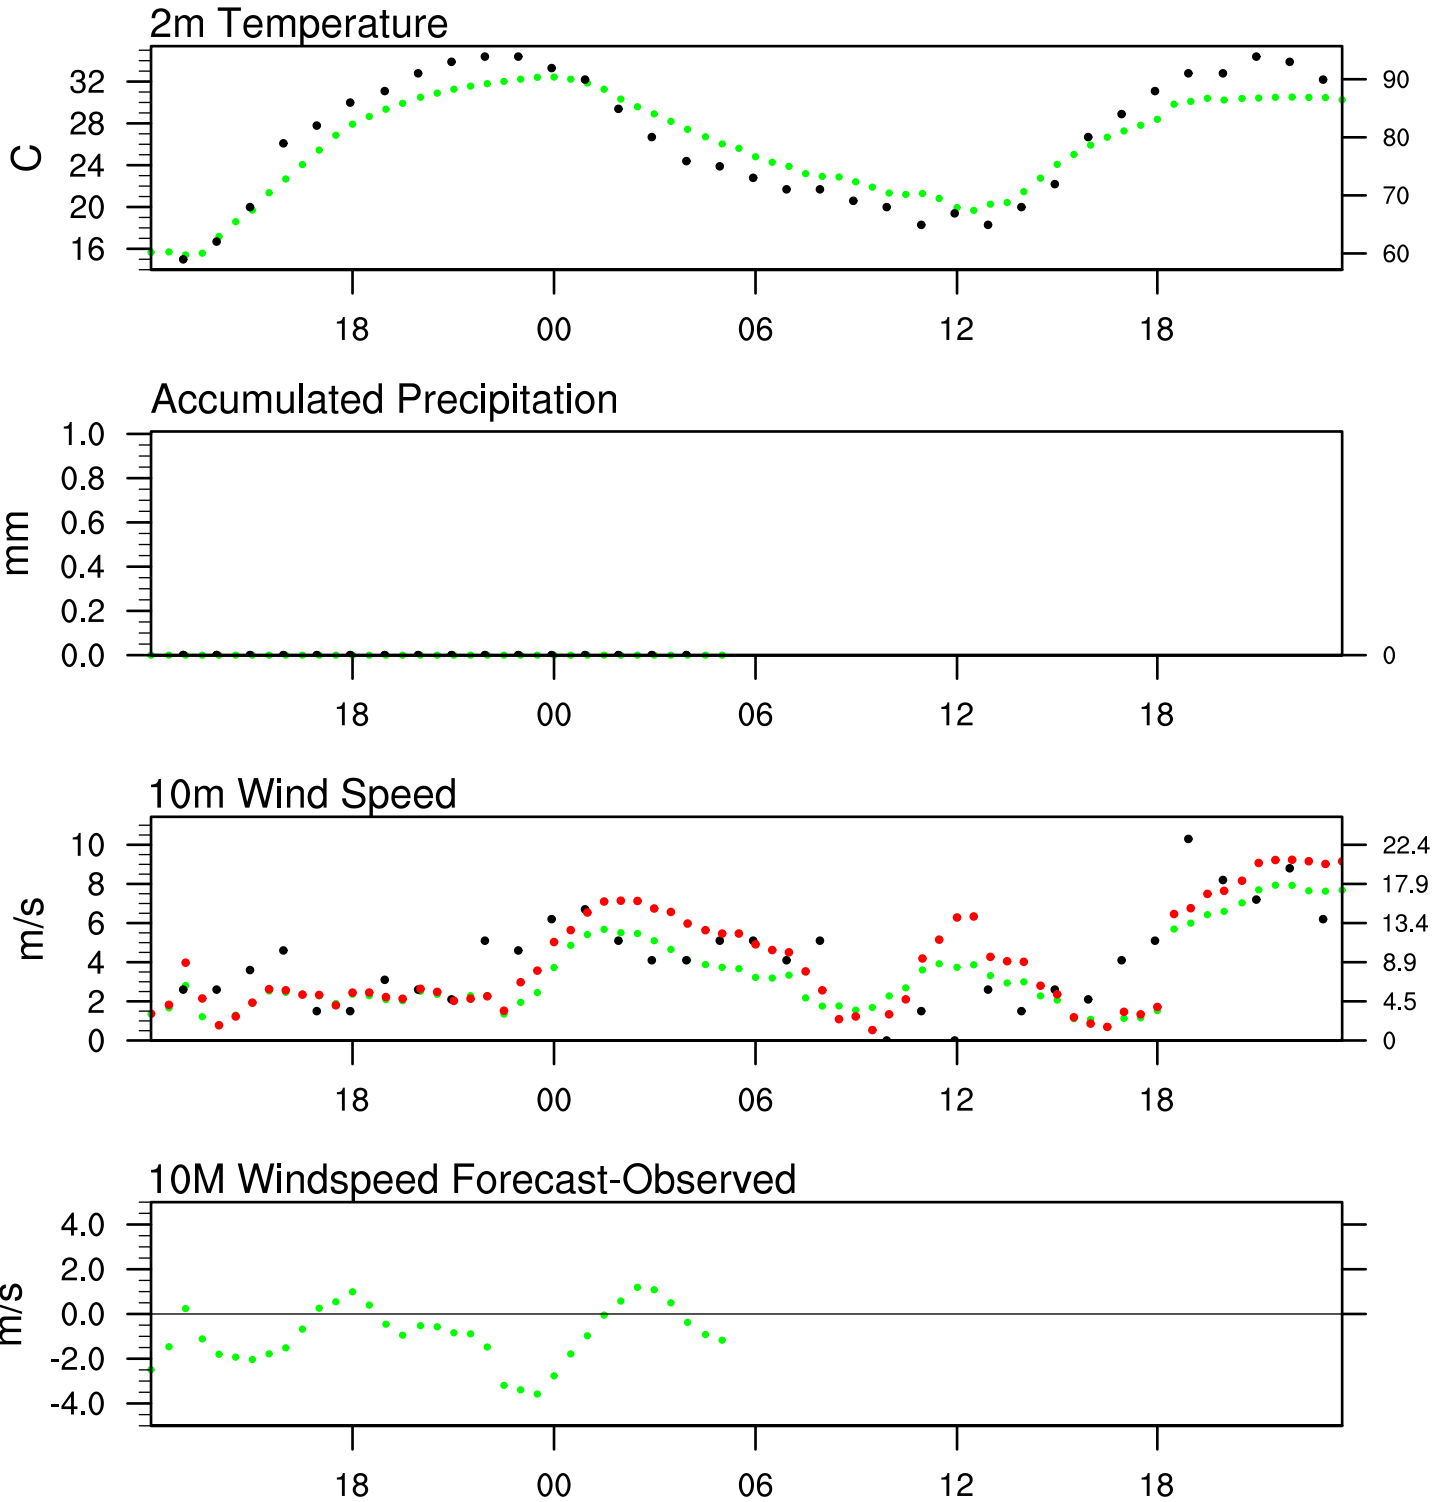 2m Temperature
C
32
28
24
20
16
90
80
70
60
18 00 06 12 18
Accumulated Precipitation
mm
1.0
0.8
0.6
0.4
0.2
0.0
0
18 00 06 12 18
10m Wind Speed
m/s
10
8
6
4
2
0
22.4
17.9
13.4
8.9
4.5
0
18 00 06 12 18
10M Windspeed Forecast-Observed
m/s
4.0
2.0
0.0
-2.0
-4.0
18 00 06 12 18